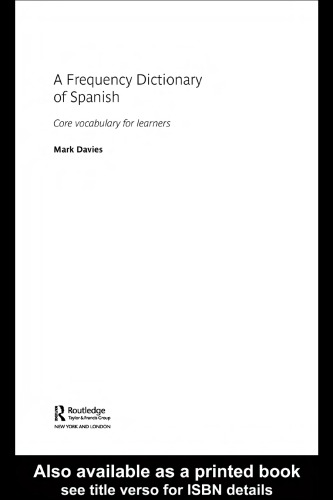 A Frequency Dictionary
of Spanish
Core vocabulary for learners
Mark Davies
Routledge
Taylor & Francis Group
NEW YORK AND LONDON
Also available as a printed book
see title verso for ISBN details